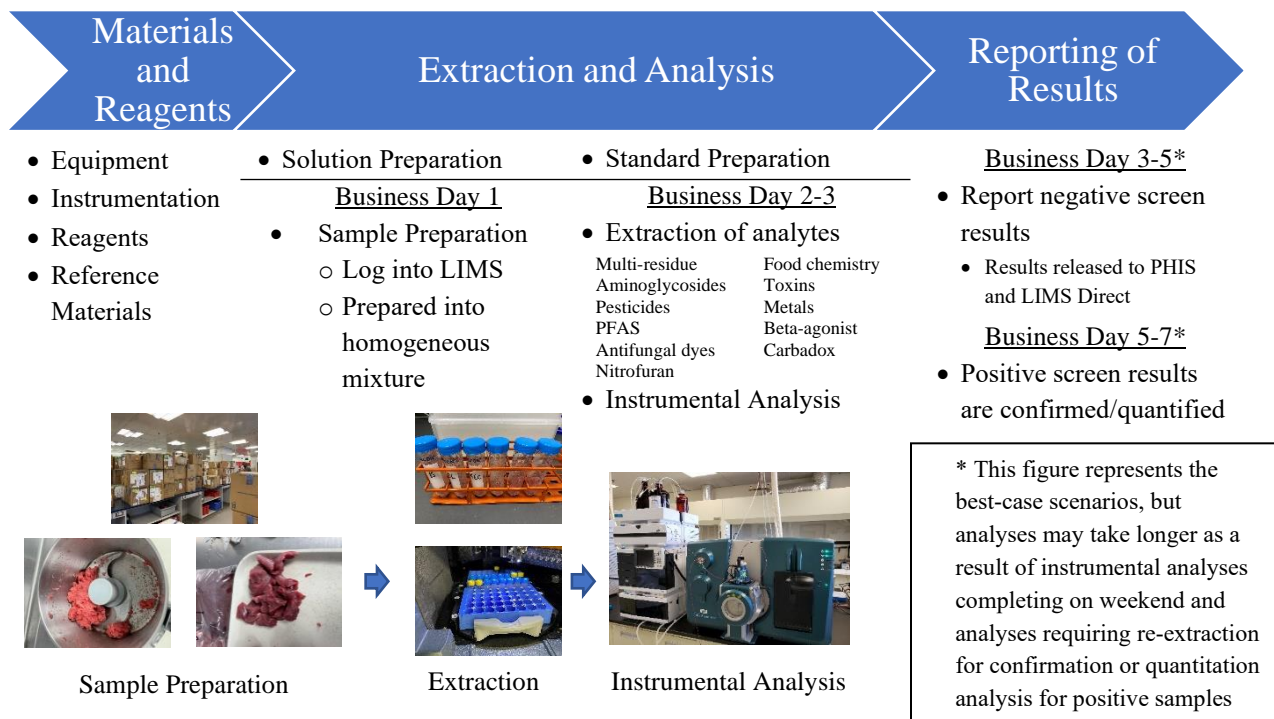 Materials
and
Reagents
Extraction and Analysis
Reporting of
Results
• Equipment
• Instrumentation
• Reagents
• Reference
Materials
• Solution Preparation
• Standard Preparation
Business Day 1
• Sample Preparation
o Log into LIMS
o Prepared into
homogeneous
mixture
Business Day 2-3
• Extraction of analytes
Multi-residue
Aminoglycosides
Pesticides
PFAS
Antifungal dyes
Nitrofuran
Food chemistry
Toxins
Metals
Beta-agonist
Carbadox
• Instrumental Analysis
Business Day 3-5*
• Report negative screen
results
• Results released to PHIS
and LIMS Direct
Business Day 5-7*
• Positive screen results
are confirmed/quantified
Sample Preparation
Extraction
Instrumental Analysis
* This figure represents the
best-case scenarios, but
analyses may take longer as a
result of instrumental analyses
completing on weekend and
analyses requiring re-extraction
for confirmation or quantitation
analysis for positive samples